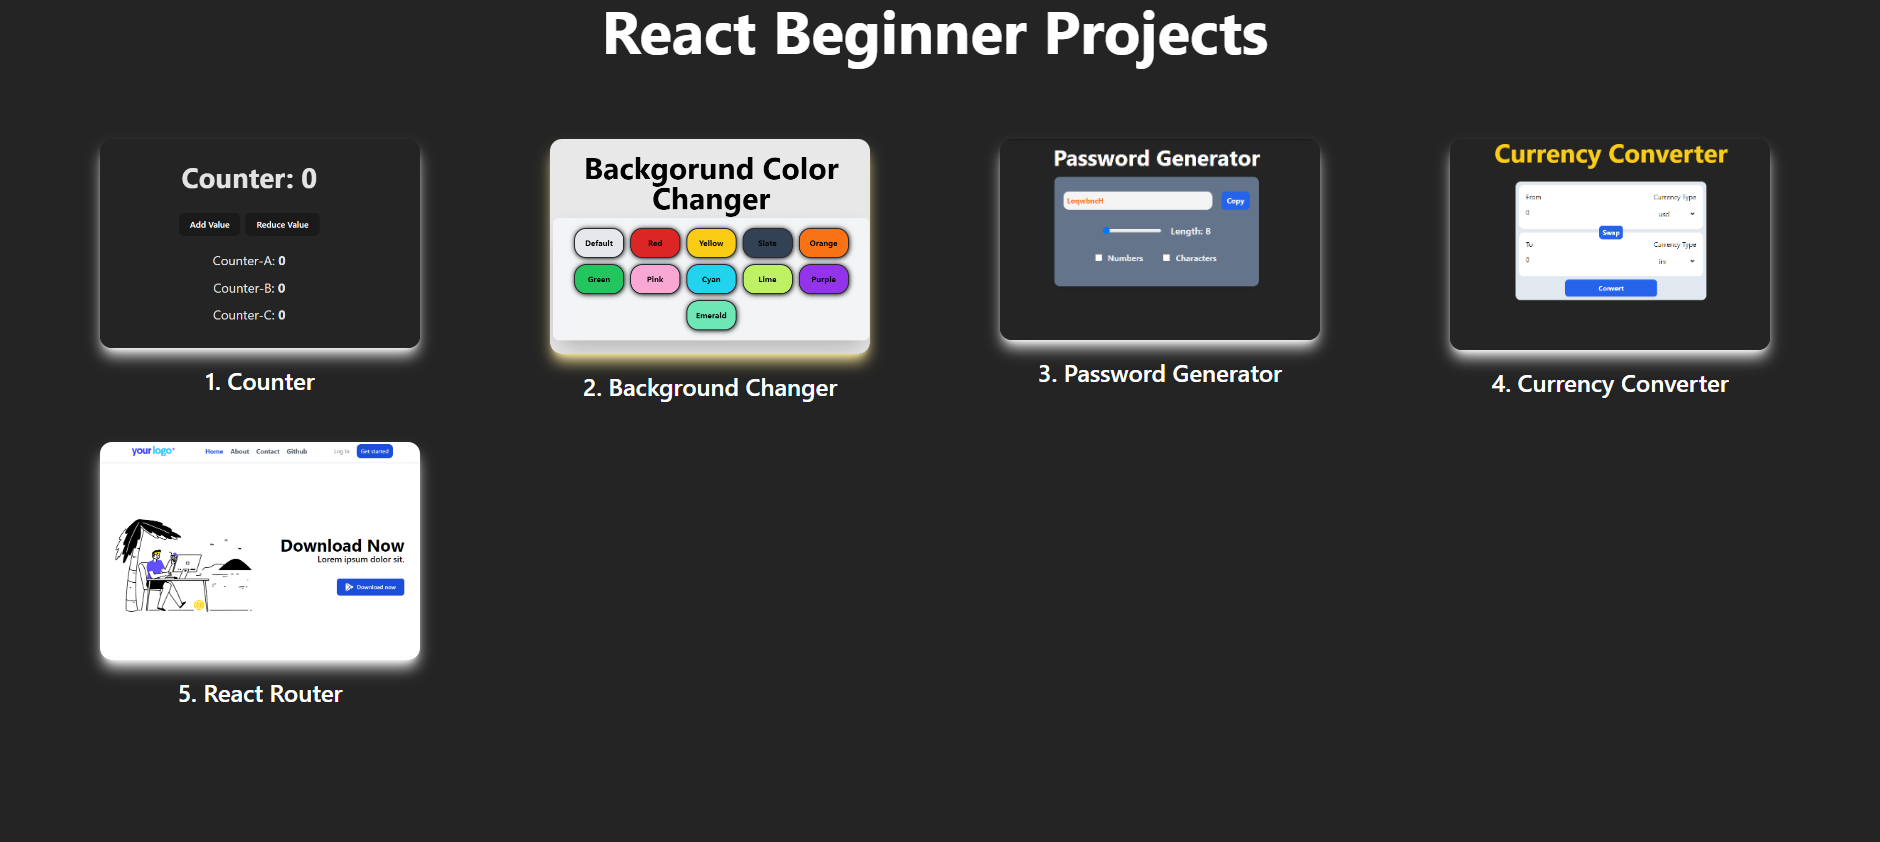 React Beginner Projects
Counter: 0
Add Value Reduce Value
Counter-A: 0
Counter-B: 0
Counter-C: 0
1. Counter
Backgorund Color
Changer
Default Red Yellow Slate Orange
Green Pink Cyan Lime Purple
Emerald
2. Background Changer
Password Generator
LoqwbncH Copy
Length: 8
Numbers Characters
3. Password Generator
Currency Converter
From Currency Type
0 usd
Swap
To Currency Type
0 inr
Convert
4. Currency Converter
yourlogo Home About Contact Github Log in Get started
Download Now
Lorem ipsum dolor sit.
Download now
5. React Router